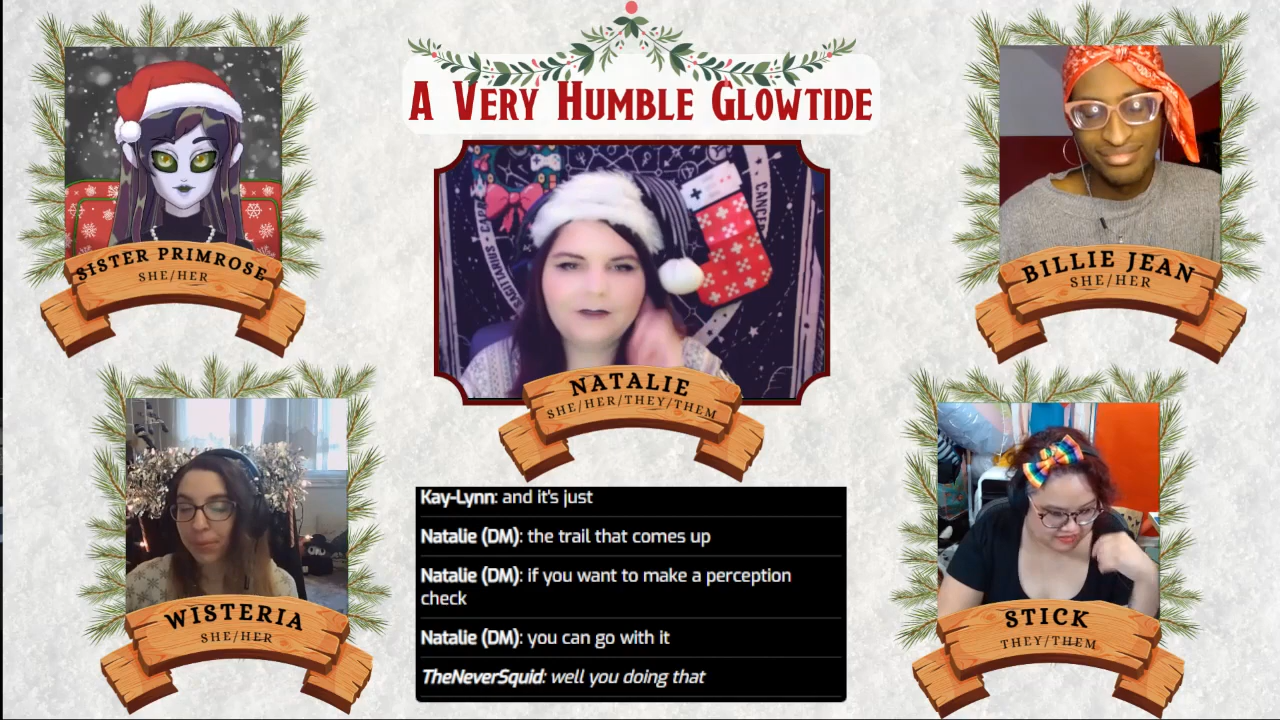 A VERY HUMBLE GLOWTIDE
SISTER PRIMROSE
SHE/HER
BILLIE JEAN
SHE/HER
CANCER
SAGITTARIUS
NATALIE
SHE/HER/THEY/THEM
WISTERIA
SHE/HER
STICK
THEY/THEM
Kay-Lynn: and it's just
Natalie (DM): the trail that comes up
Natalie (DM): if you want to make a perception
check
Natalie (DM): you can go with it
TheNeverSquid: well you doing that